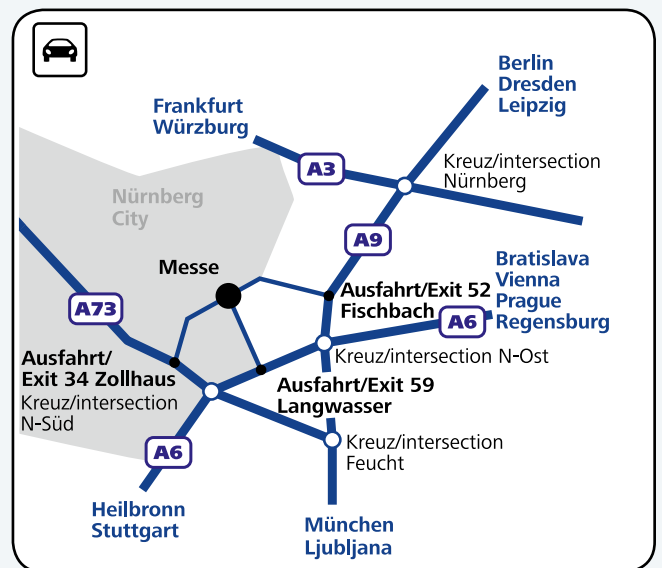 Berlin
Dresden
Leipzig
Frankfurt
Würzburg
A3
Kreuz/intersection
Nürnberg
Nürnberg
City
A9
Messe
Bratislava
Vienna
Prague
Regensburg
Ausfahrt/Exit 52
Fischbach
A6
A73
Kreuz/intersection N-Ost
Ausfahrt/
Exit 34 Zollhaus
Kreuz/intersection
N-Süd
Ausfahrt/Exit 59
Langwasser
A6
Kreuz/intersection
Feucht
Heilbronn
Stuttgart
München
Ljubljana